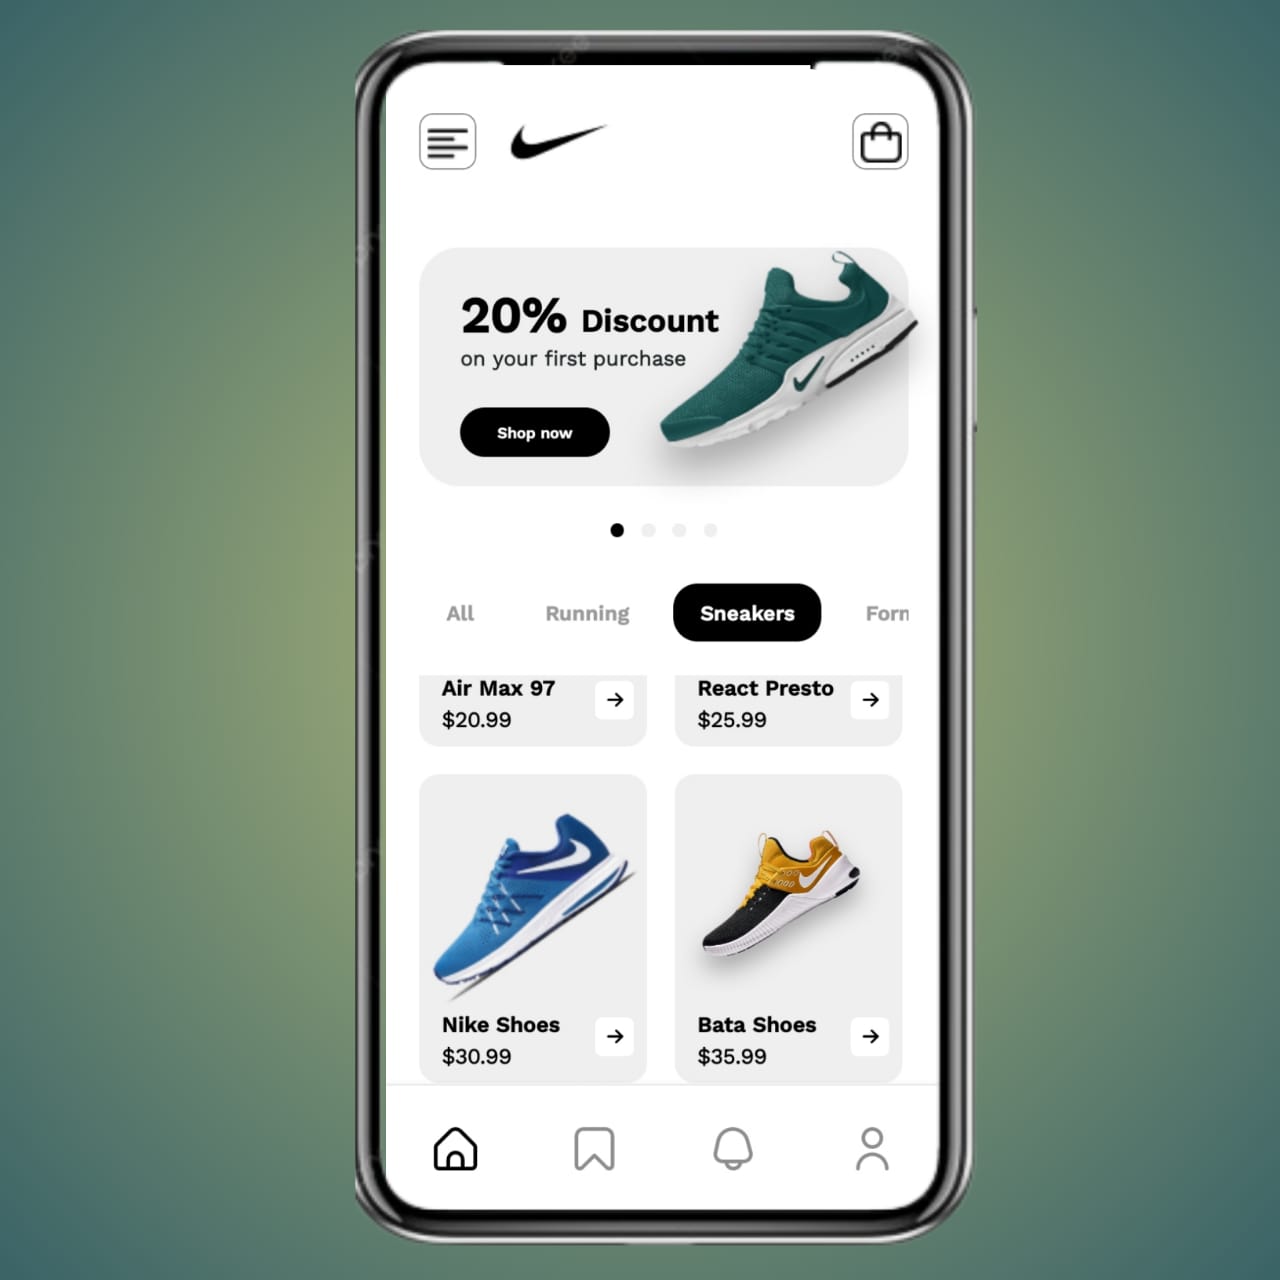 20% Discount
on your first purchase
Shop now
All Running Sneakers Forn
Air Max 97
$20.99
React Presto
$25.99
Nike Shoes
$30.99
Bata Shoes
$35.99